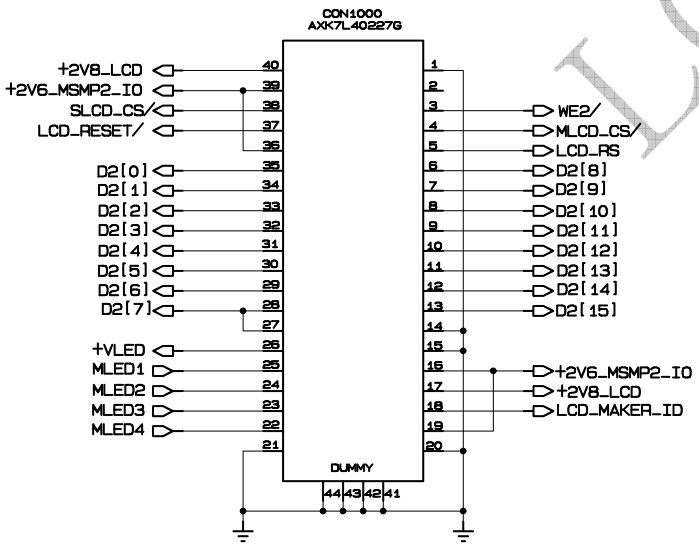 CON1000
AXK7L40227G
+2V8_LCD 40 1
+2V6_MSMP2_IO 39 2
SLCD_CS/ 38 3 WE2/
LCD_RESET/ 37 4 MLCD_CS/
36 5 LCD_RS
D2[0] 35 6 D2[8]
D2[1] 34 7 D2[9]
D2[2] 33 8 D2[10]
D2[3] 32 9 D2[11]
D2[4] 31 10 D2[12]
D2[5] 30 11 D2[13]
D2[6] 29 12 D2[14]
D2[7] 28 13 D2[15]
27 14
+VLED 26 15
MLED1 25 16 +2V6_MSMP2_IO
MLED2 24 17 +2V8_LCD
MLED3 23 18 LCD_MAKER_ID
MLED4 22 19
21 20
DUMMY
44 43 42 41